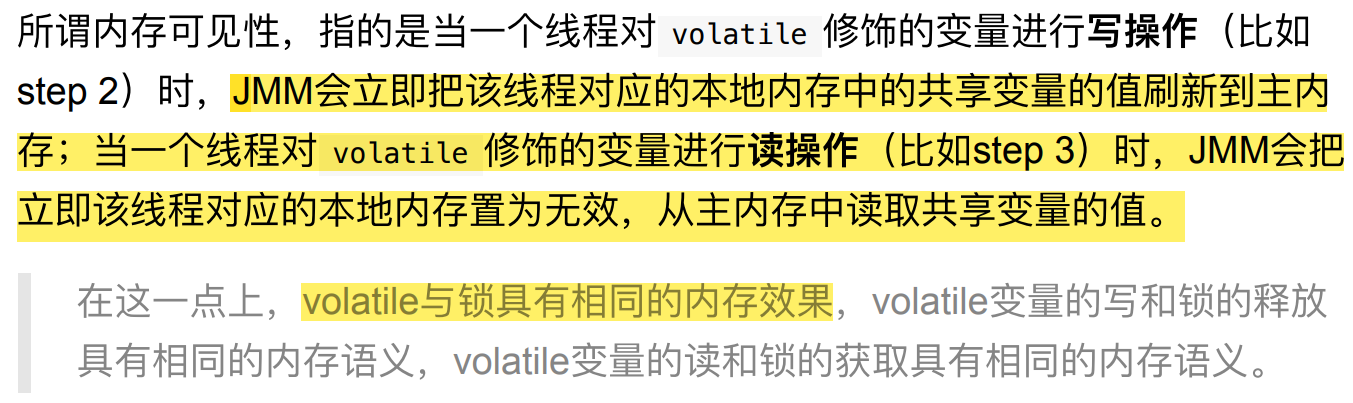 所谓内存可见性，指的是当一个线程对 volatile 修饰的变量进行写操作（比如
step 2）时，JMM会立即把该线程对应的本地内存中的共享变量的值刷新到主内
存；当一个线程对 volatile 修饰的变量进行读操作（比如step 3）时，JMM会把
立即该线程对应的本地内存置为无效，从主内存中读取共享变量的值。
在这一点上，volatile与锁具有相同的内存效果，volatile变量的写和锁的释放
具有相同的内存语义，volatile变量的读和锁的获取具有相同的内存语义。